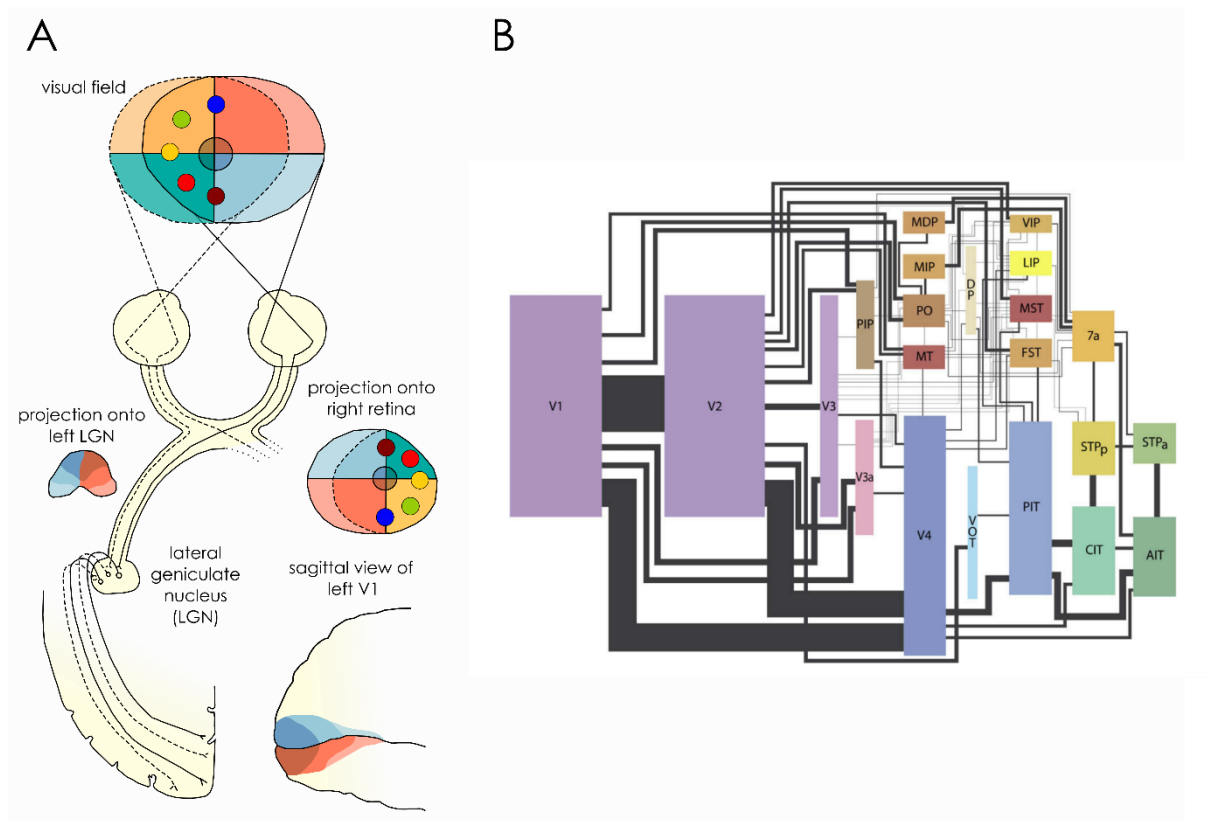 A
visual field
projection onto
left LGN
projection onto
right retina
lateral
geniculate
nucleus
(LGN)
sagittal view of
left V1
B
V1
V2
V3
V3a
PIP
MDP
MIP
PO
MT
V4
DP
VOT
VIP
LIP
MST
FST
PIT
7a
STPp
CIT
STPa
AIT